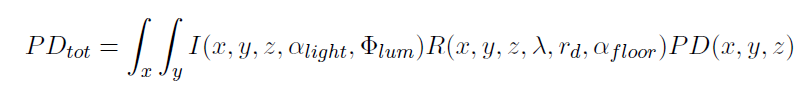 PD_{tot} = \int_x \int_y I(x, y, z, \alpha_{light}, \Phi_{lum}) R(x, y, z, \lambda, r_d, \alpha_{floor}) PD(x, y, z)